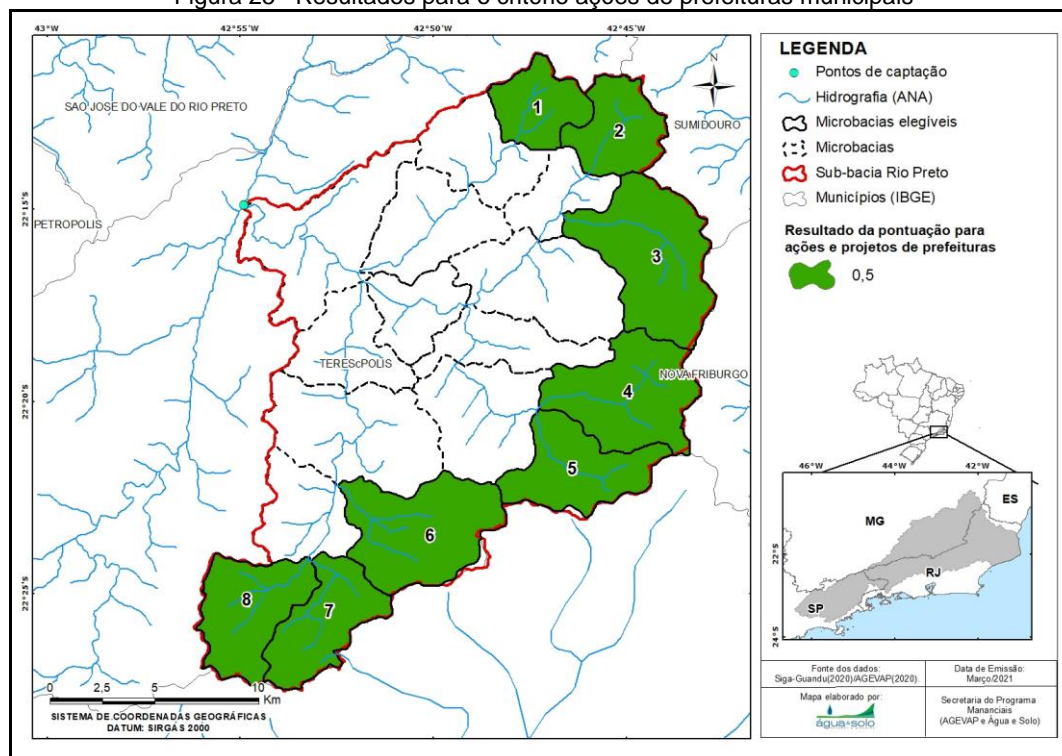 Figura 28 - Resultados para o critério ações de prefeituras municipais
43°W
42°55'W
42°50'W
42°45'W
SAO JOSE DO VALE DO RIO PRETO
SUMIDOURO
PETROPOLIS
TEREScPOLIS
NOVA FRIBURGO
22°15'S
22°20'S
22°25'S
N
1
2
3
4
5
6
7
8
0 2,5 5 10
Km
SISTEMA DE COORDENADAS GEOGRÁFICAS
DATUM: SIRGAS 2000
LEGENDA
Pontos de captação
Hidrografia (ANA)
Microbacias elegíveis
Microbacias
Sub-bacia Rio Preto
Municípios (IBGE)
Resultado da pontuação para
ações e projetos de prefeituras
0,5
46°W
44°W
42°W
22°S
24°S
MG
ES
RJ
SP
Fonte dos dados:
Siga-Guandu(2020)/AGEVAP(2020).
Data de Emissão:
Março/2021
Mapa elaborado por:
água e solo
Secretaria do Programa
Mananciais
(AGEVAP e Água e Solo)